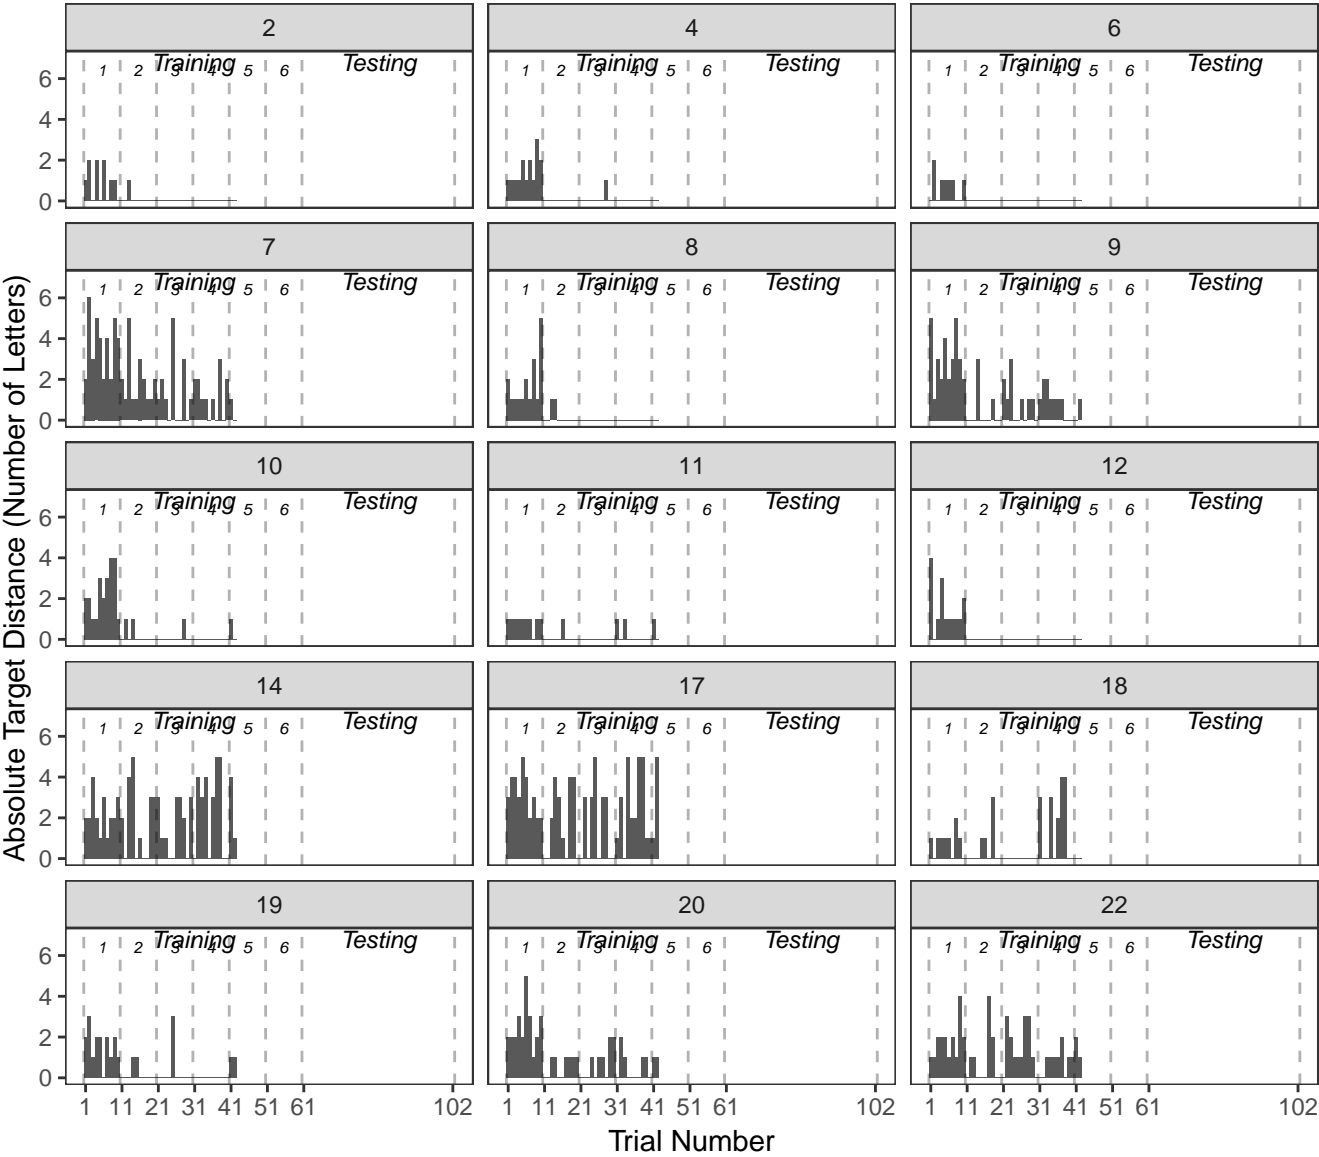 2 4 6
Training Testing Training Testing Training Testing
1 2 3 4 5 6 1 2 3 4 5 6 1 2 3 4 5 6
6
4
2
0
7 8 9
Training Testing Training Testing Training Testing
1 2 3 4 5 6 1 2 3 4 5 6 1 2 3 4 5 6
6
4
2
0
10 11 12
Training Testing Training Testing Training Testing
1 2 3 4 5 6 1 2 3 4 5 6 1 2 3 4 5 6
6
4
2
0
14 17 18
Training Testing Training Testing Training Testing
1 2 3 4 5 6 1 2 3 4 5 6 1 2 3 4 5 6
6
4
2
0
19 20 22
Training Testing Training Testing Training Testing
1 2 3 4 5 6 1 2 3 4 5 6 1 2 3 4 5 6
6
4
2
0
1 11 21 31 41 51 61 102 1 11 21 31 41 51 61 102 1 11 21 31 41 51 61 102
Trial Number
Absolute Target Distance (Number of Letters)